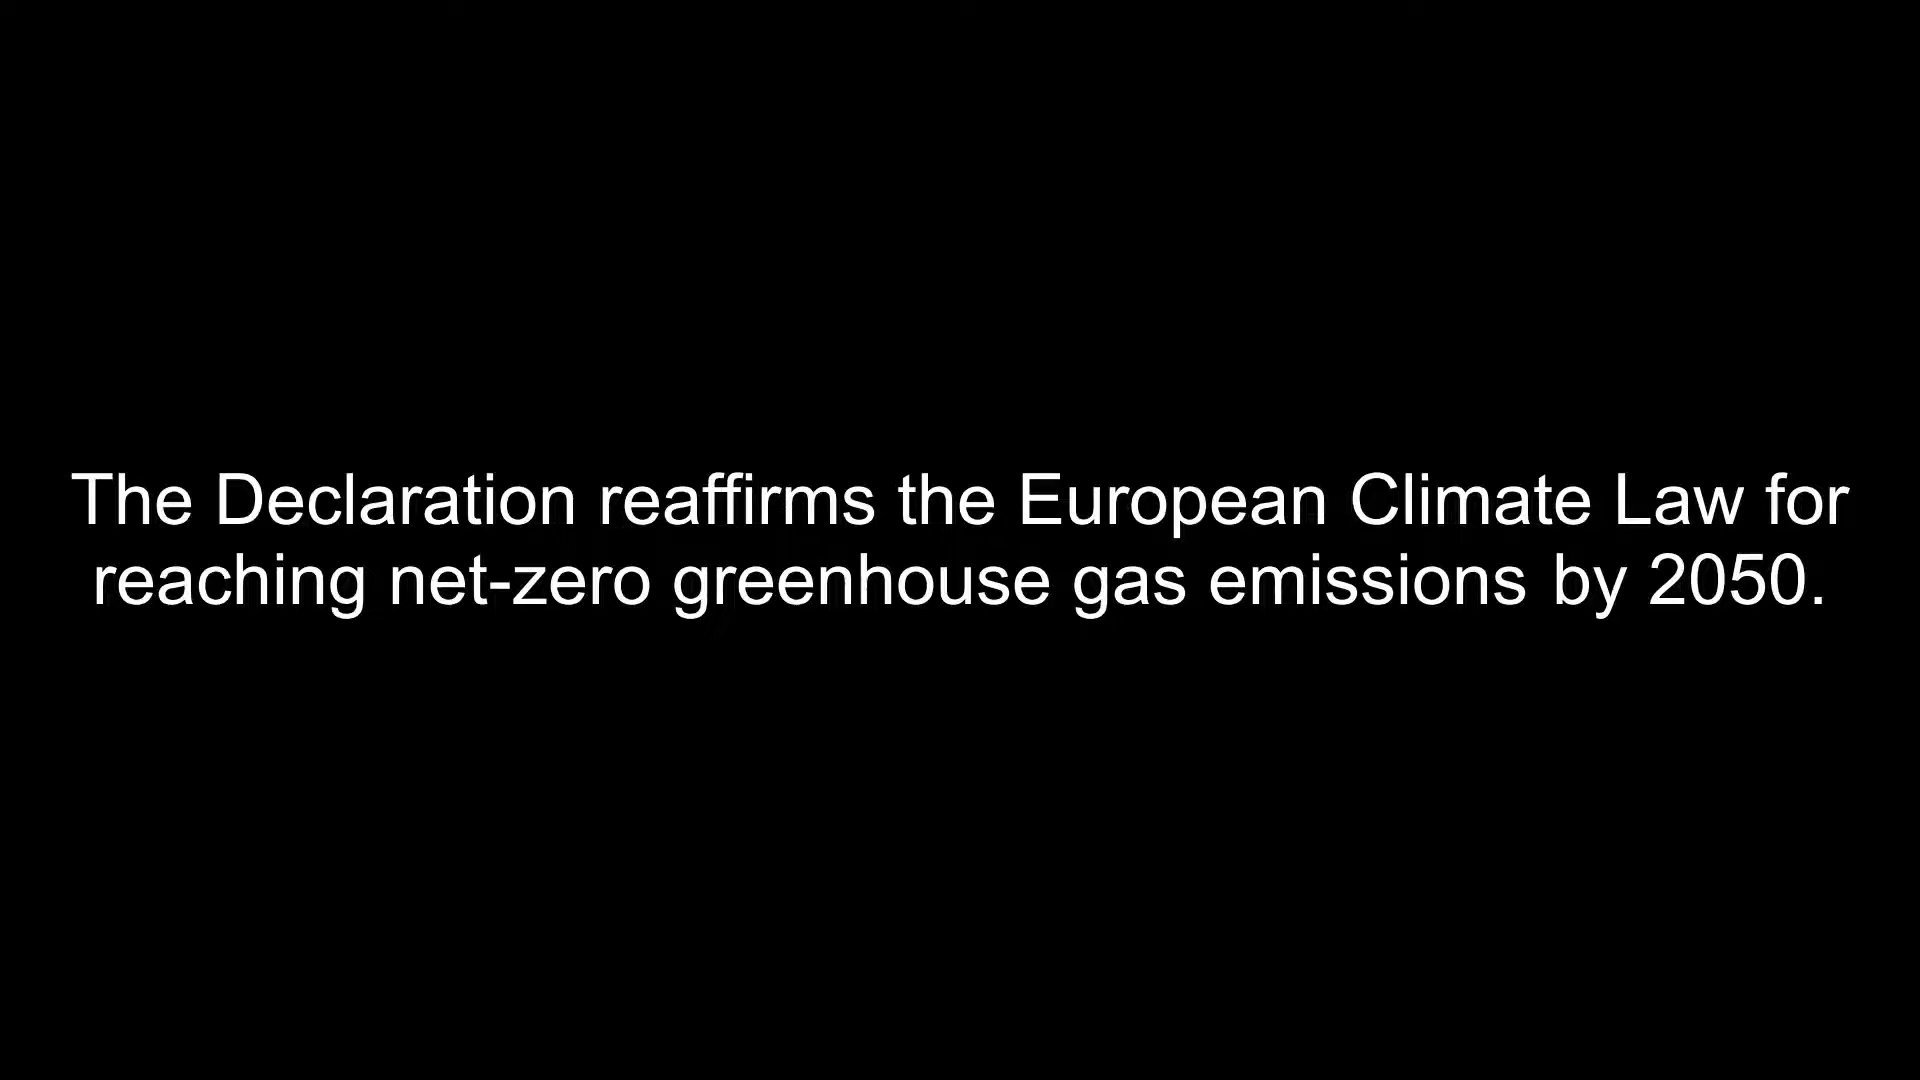 The Declaration reaffirms the European Climate Law for
reaching net-zero greenhouse gas emissions by 2050.